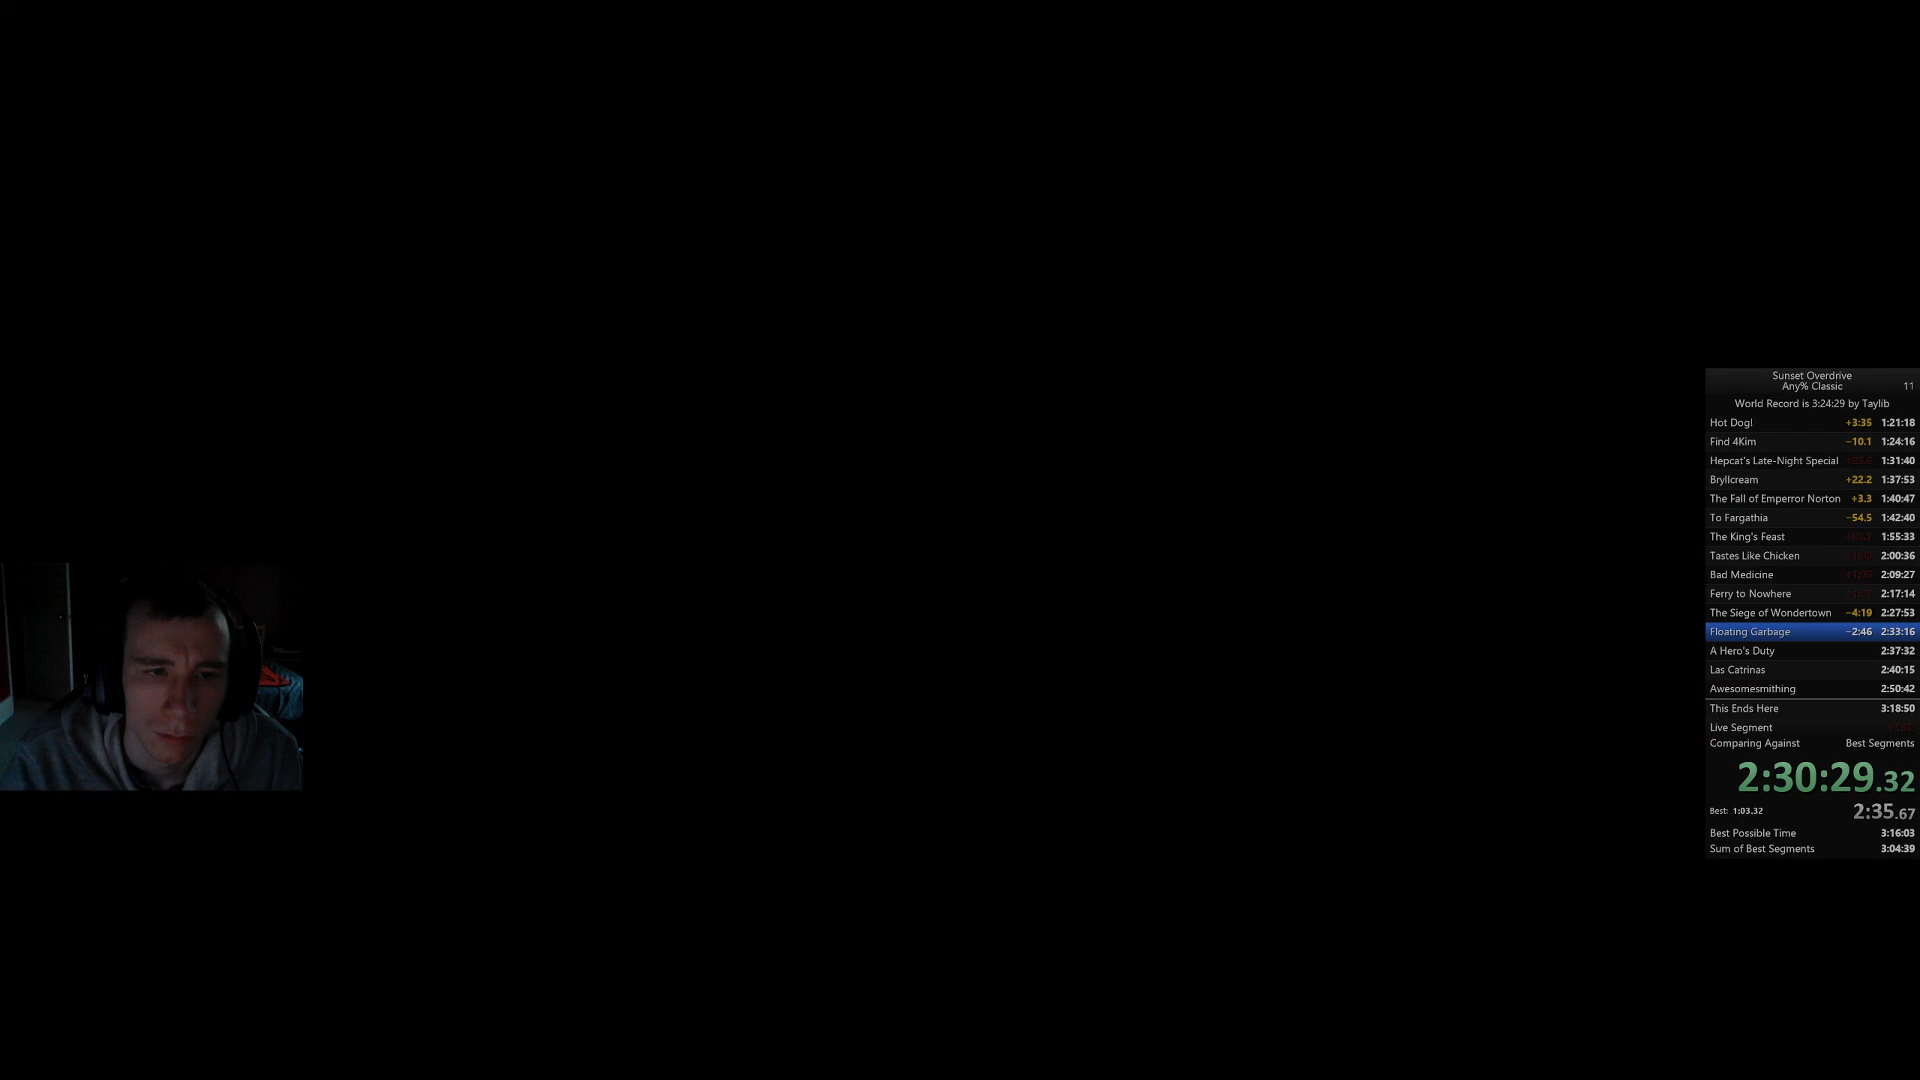 Sunset Overdrive
Any% Classic 11
World Record is 3:24:29 by Taylib
Hot Dog! +3:35 1:21:18
Find 4Kim −10.1 1:24:16
Hepcat's Late-Night Special 1:31:40
Bryllcream +22.2 1:37:53
The Fall of Emperror Norton +3.3 1:40:47
To Fargathia −54.5 1:42:40
The King's Feast 1:55:33
Tastes Like Chicken 2:00:36
Bad Medicine 2:09:27
Ferry to Nowhere 2:17:14
The Siege of Wondertown −4:19 2:27:53
Floating Garbage −2:46 2:33:16
A Hero's Duty 2:37:32
Las Catrinas 2:40:15
Awesomesmithing 2:50:42
This Ends Here 3:18:50
Live Segment
Comparing Against Best Segments
2:30:29.32
Best: 1:03.32 2:35.67
Best Possible Time 3:16:03
Sum of Best Segments 3:04:39